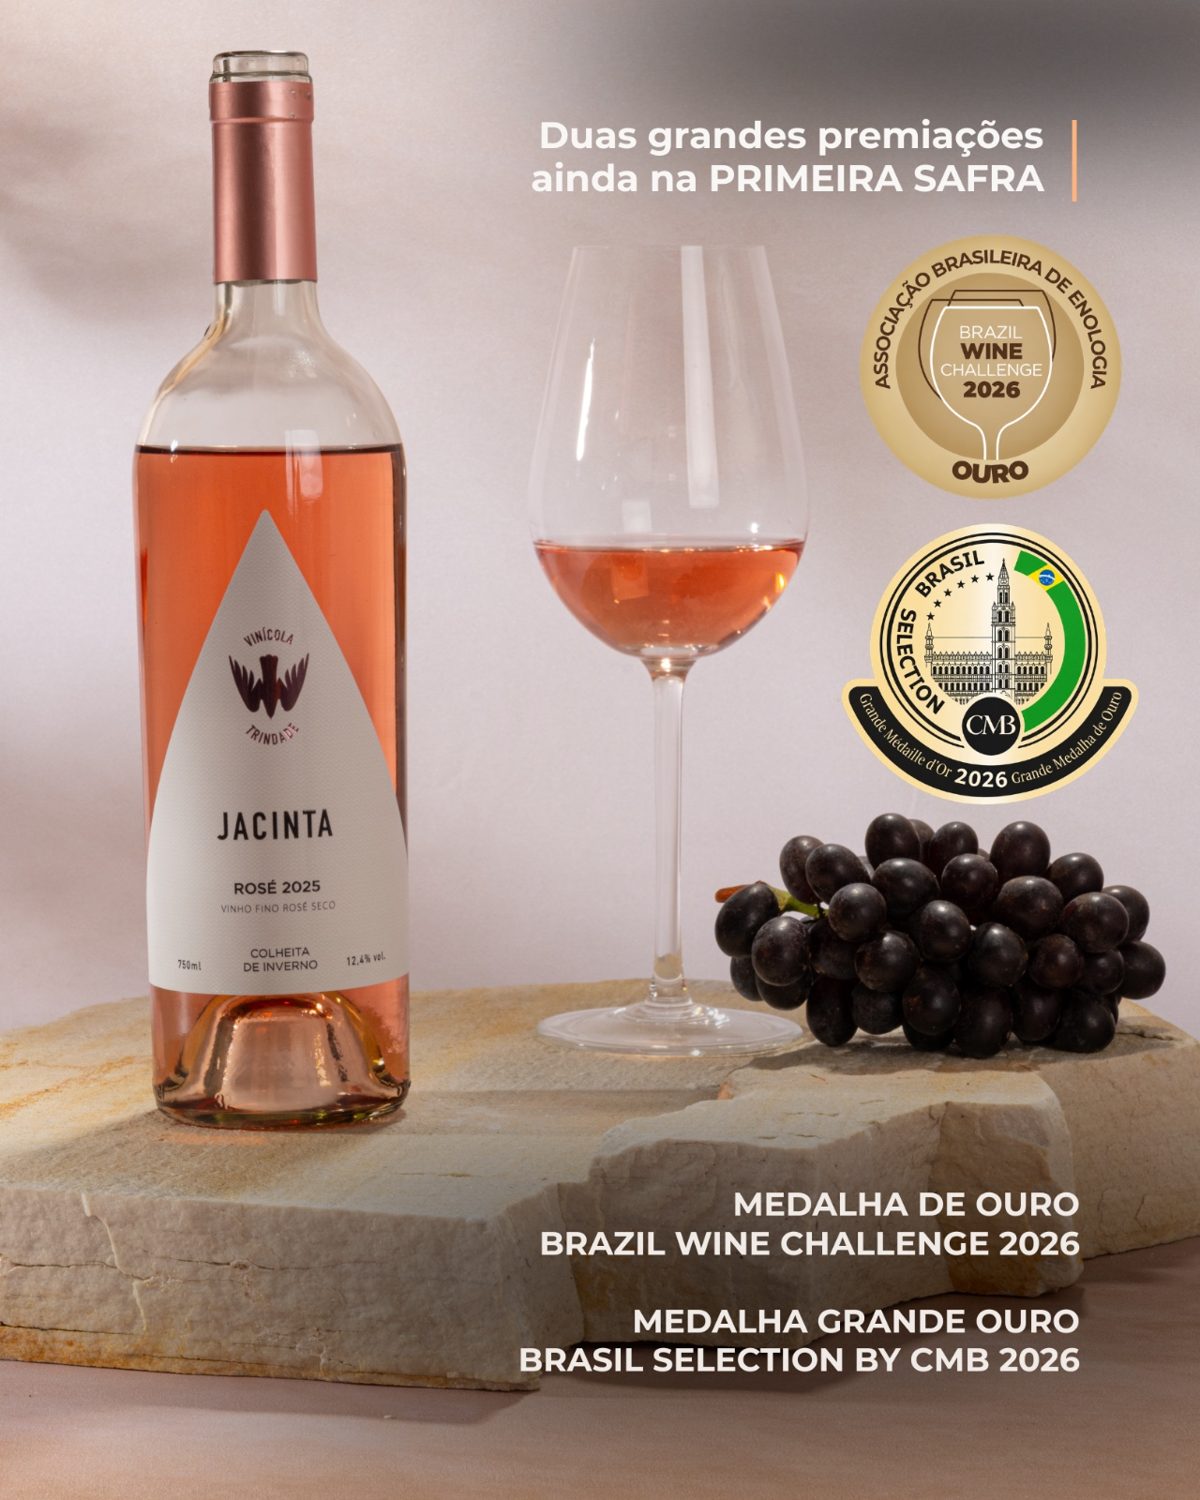 Duas grandes premiações
ainda na PRIMEIRA SAFRA
ASSOCIAÇÃO BRASILEIRA DE ENOLOGIA
BRAZIL
WINE
CHALLENGE
2026
OURO
BRASIL
SELECTION
CMB
Grande Médaille d'Or 2026 Grande Medalha de Ouro
VINÍCOLA
TRINDADE
JACINTA
ROSÉ 2025
VINHO FINO ROSÉ SECO
750ml
COLHEITA
DE INVERNO
12,4% vol.
MEDALHA DE OURO
BRAZIL WINE CHALLENGE 2026
MEDALHA GRANDE OURO
BRASIL SELECTION BY CMB 2026